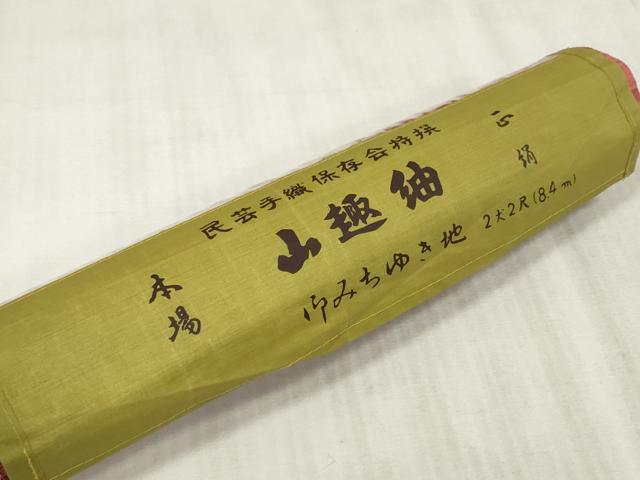 民芸手織保存会特撰
本場
山趣紬
正絹
御みちゆき地 2丈2尺(8.4m)